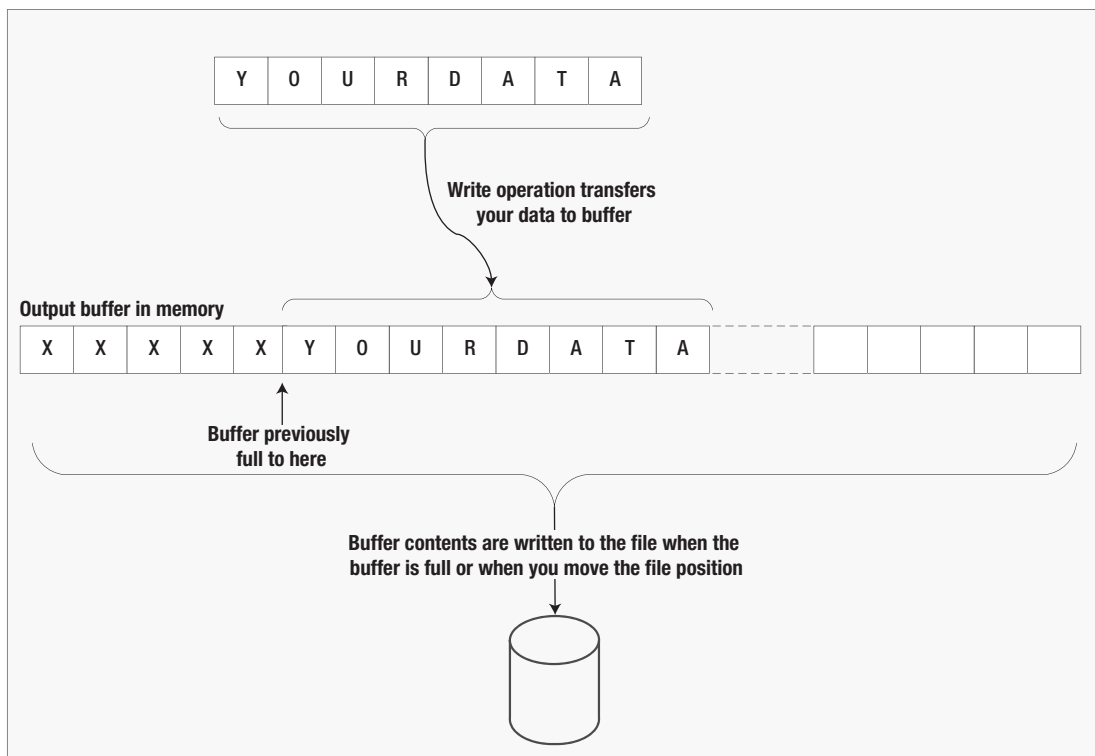 Y O U R D A T A
Write operation transfers
your data to buffer
Output buffer in memory
X X X X X Y O U R D A T A
Buffer previously
full to here
Buffer contents are written to the file when the
buffer is full or when you move the file position